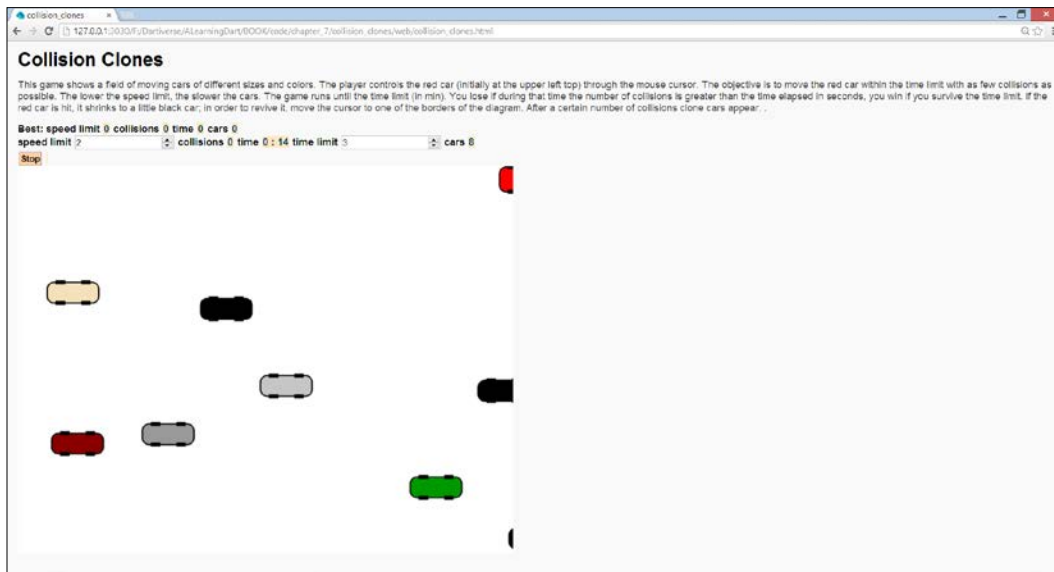 collision_clones
127.0.0.1:3030/F:/Dartiverse/ALearningDart/BOOK/code/chapter_7/collision_clones/web/collision_clones.html
Collision Clones
This game shows a field of moving cars of different sizes and colors. The player controls the red car (initially at the upper left top) through the mouse cursor. The objective is to move the red car within the time limit with as few collisions as
possible. The lower the speed limit, the slower the cars. The game runs until the time limit (in min). You lose if during that time the number of collisions is greater than the time elapsed in seconds, you win if you survive the time limit. If the
red car is hit, it shrinks to a little black car; in order to revive it, move the cursor to one of the borders of the diagram. After a certain number of collisions clone cars appear. .
Best: speed limit 0 collisions 0 time 0 cars 0
speed limit 2 collisions 0 time 0 : 14 time limit 3 cars 8
Stop